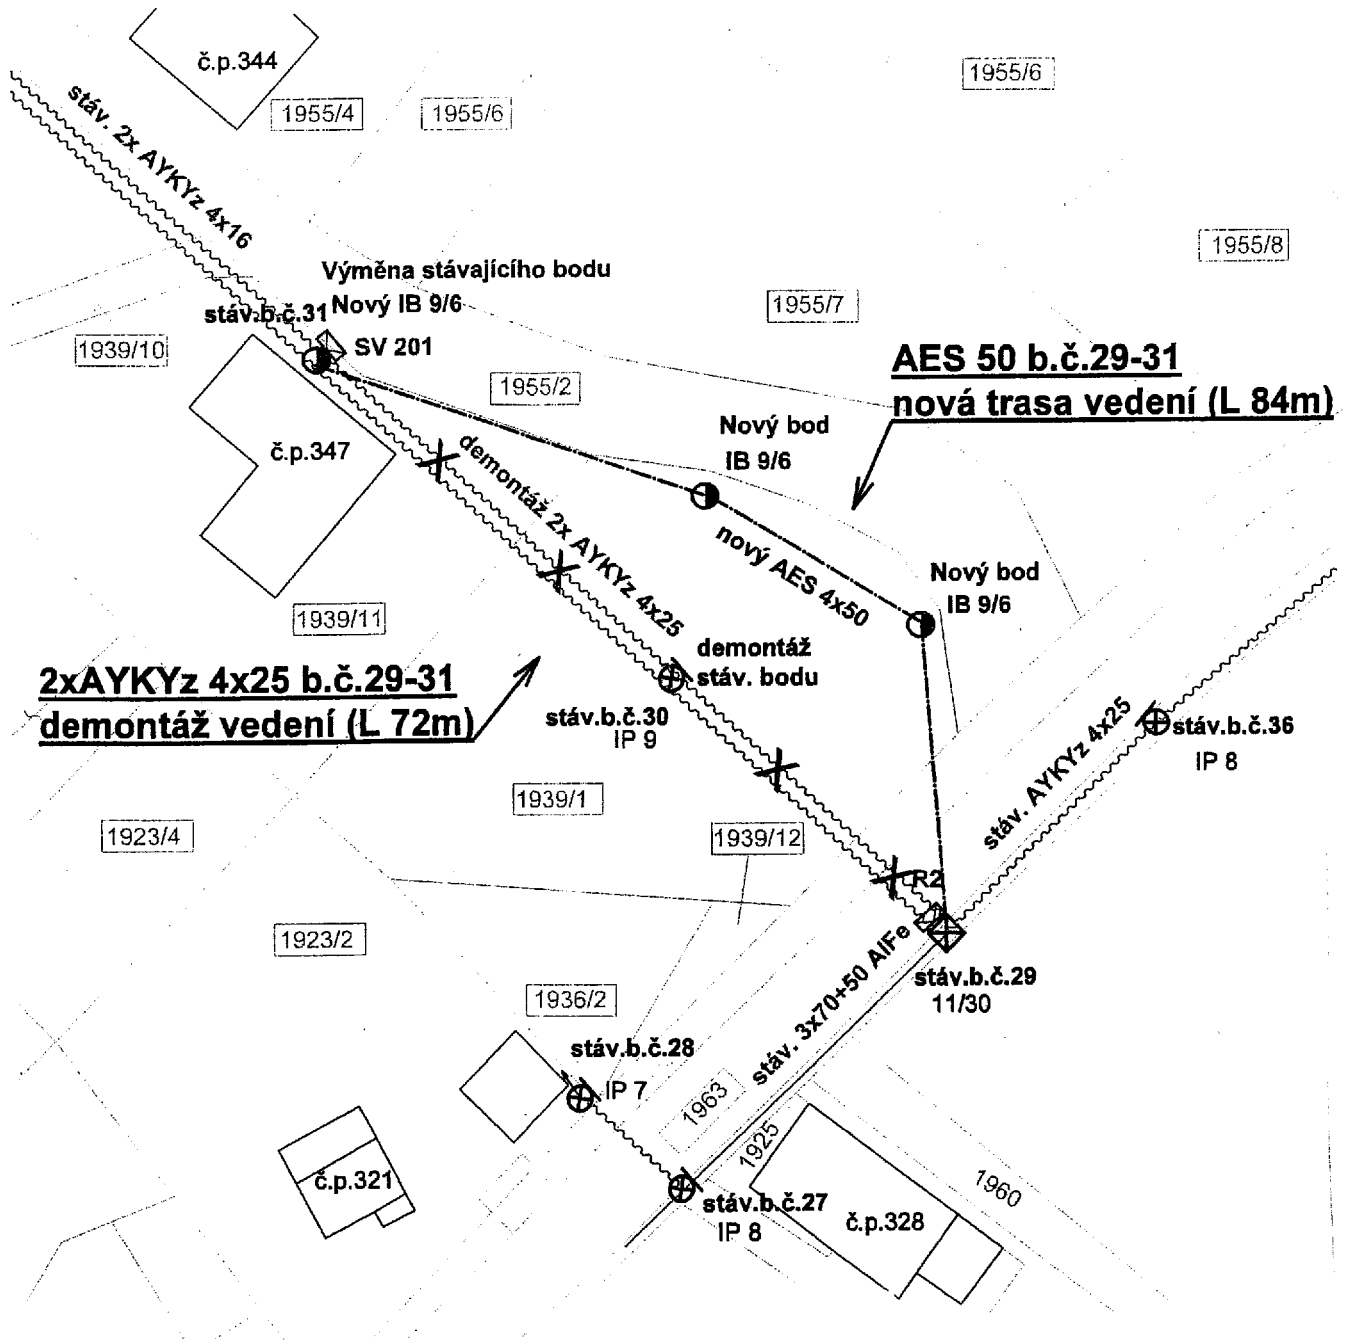 č.p.344
1955/4
1955/6
1955/6
stáv. 2x AYKYz 4x16
1955/8
Výměna stávajícího bodu
Nový IB 9/6
stáv.b.č.31
SV 201
1955/7
1939/10
1955/2
AES 50 b.č.29-31
nová trasa vedení (L 84m)
Nový bod
IB 9/6
č.p.347
demontáž 2x AYKYz 4x25
nový AES 4x50
Nový bod
IB 9/6
1939/11
demontáž
stáv. bodu
2xAYKYz 4x25 b.č.29-31
demontáž vedení (L 72m)
stáv.b.č.30
IP 9
stáv. AYKYz 4x25
stáv.b.č.36
IP 8
1939/1
1923/4
1939/12
R2
1923/2
stáv. 3x70+50 AlFe
stáv.b.č.29
11/30
1936/2
stáv.b.č.28
IP 7
1963
1925
č.p.321
stáv.b.č.27
IP 8
č.p.328
1960